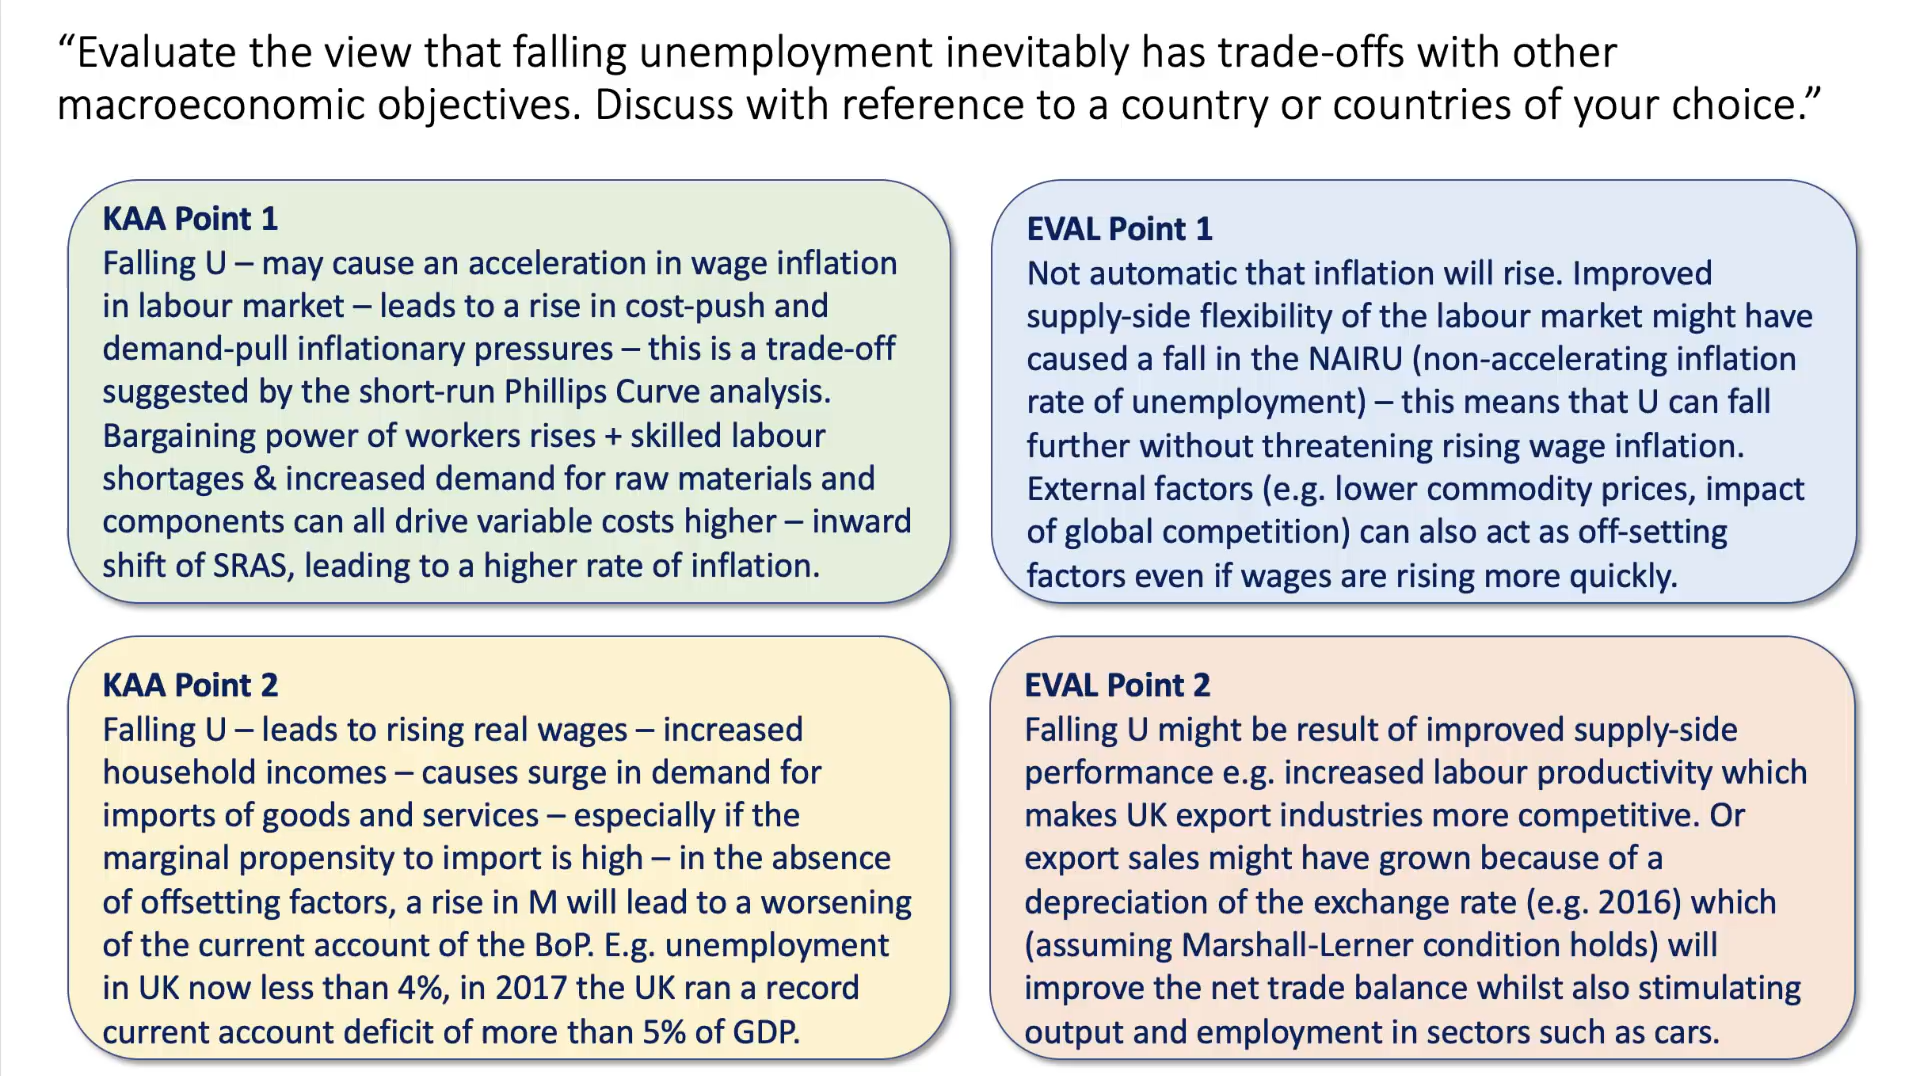 “Evaluate the view that falling unemployment inevitably has trade-offs with other
macroeconomic objectives. Discuss with reference to a country or countries of your choice.”
KAA Point 1
Falling U – may cause an acceleration in wage inflation
in labour market – leads to a rise in cost-push and
demand-pull inflationary pressures – this is a trade-off
suggested by the short-run Phillips Curve analysis.
Bargaining power of workers rises + skilled labour
shortages & increased demand for raw materials and
components can all drive variable costs higher – inward
shift of SRAS, leading to a higher rate of inflation.
EVAL Point 1
Not automatic that inflation will rise. Improved
supply-side flexibility of the labour market might have
caused a fall in the NAIRU (non-accelerating inflation
rate of unemployment) – this means that U can fall
further without threatening rising wage inflation.
External factors (e.g. lower commodity prices, impact
of global competition) can also act as off-setting
factors even if wages are rising more quickly.
KAA Point 2
Falling U – leads to rising real wages – increased
household incomes – causes surge in demand for
imports of goods and services – especially if the
marginal propensity to import is high – in the absence
of offsetting factors, a rise in M will lead to a worsening
of the current account of the BoP. E.g. unemployment
in UK now less than 4%, in 2017 the UK ran a record
current account deficit of more than 5% of GDP.
EVAL Point 2
Falling U might be result of improved supply-side
performance e.g. increased labour productivity which
makes UK export industries more competitive. Or
export sales might have grown because of a
depreciation of the exchange rate (e.g. 2016) which
(assuming Marshall-Lerner condition holds) will
improve the net trade balance whilst also stimulating
output and employment in sectors such as cars.